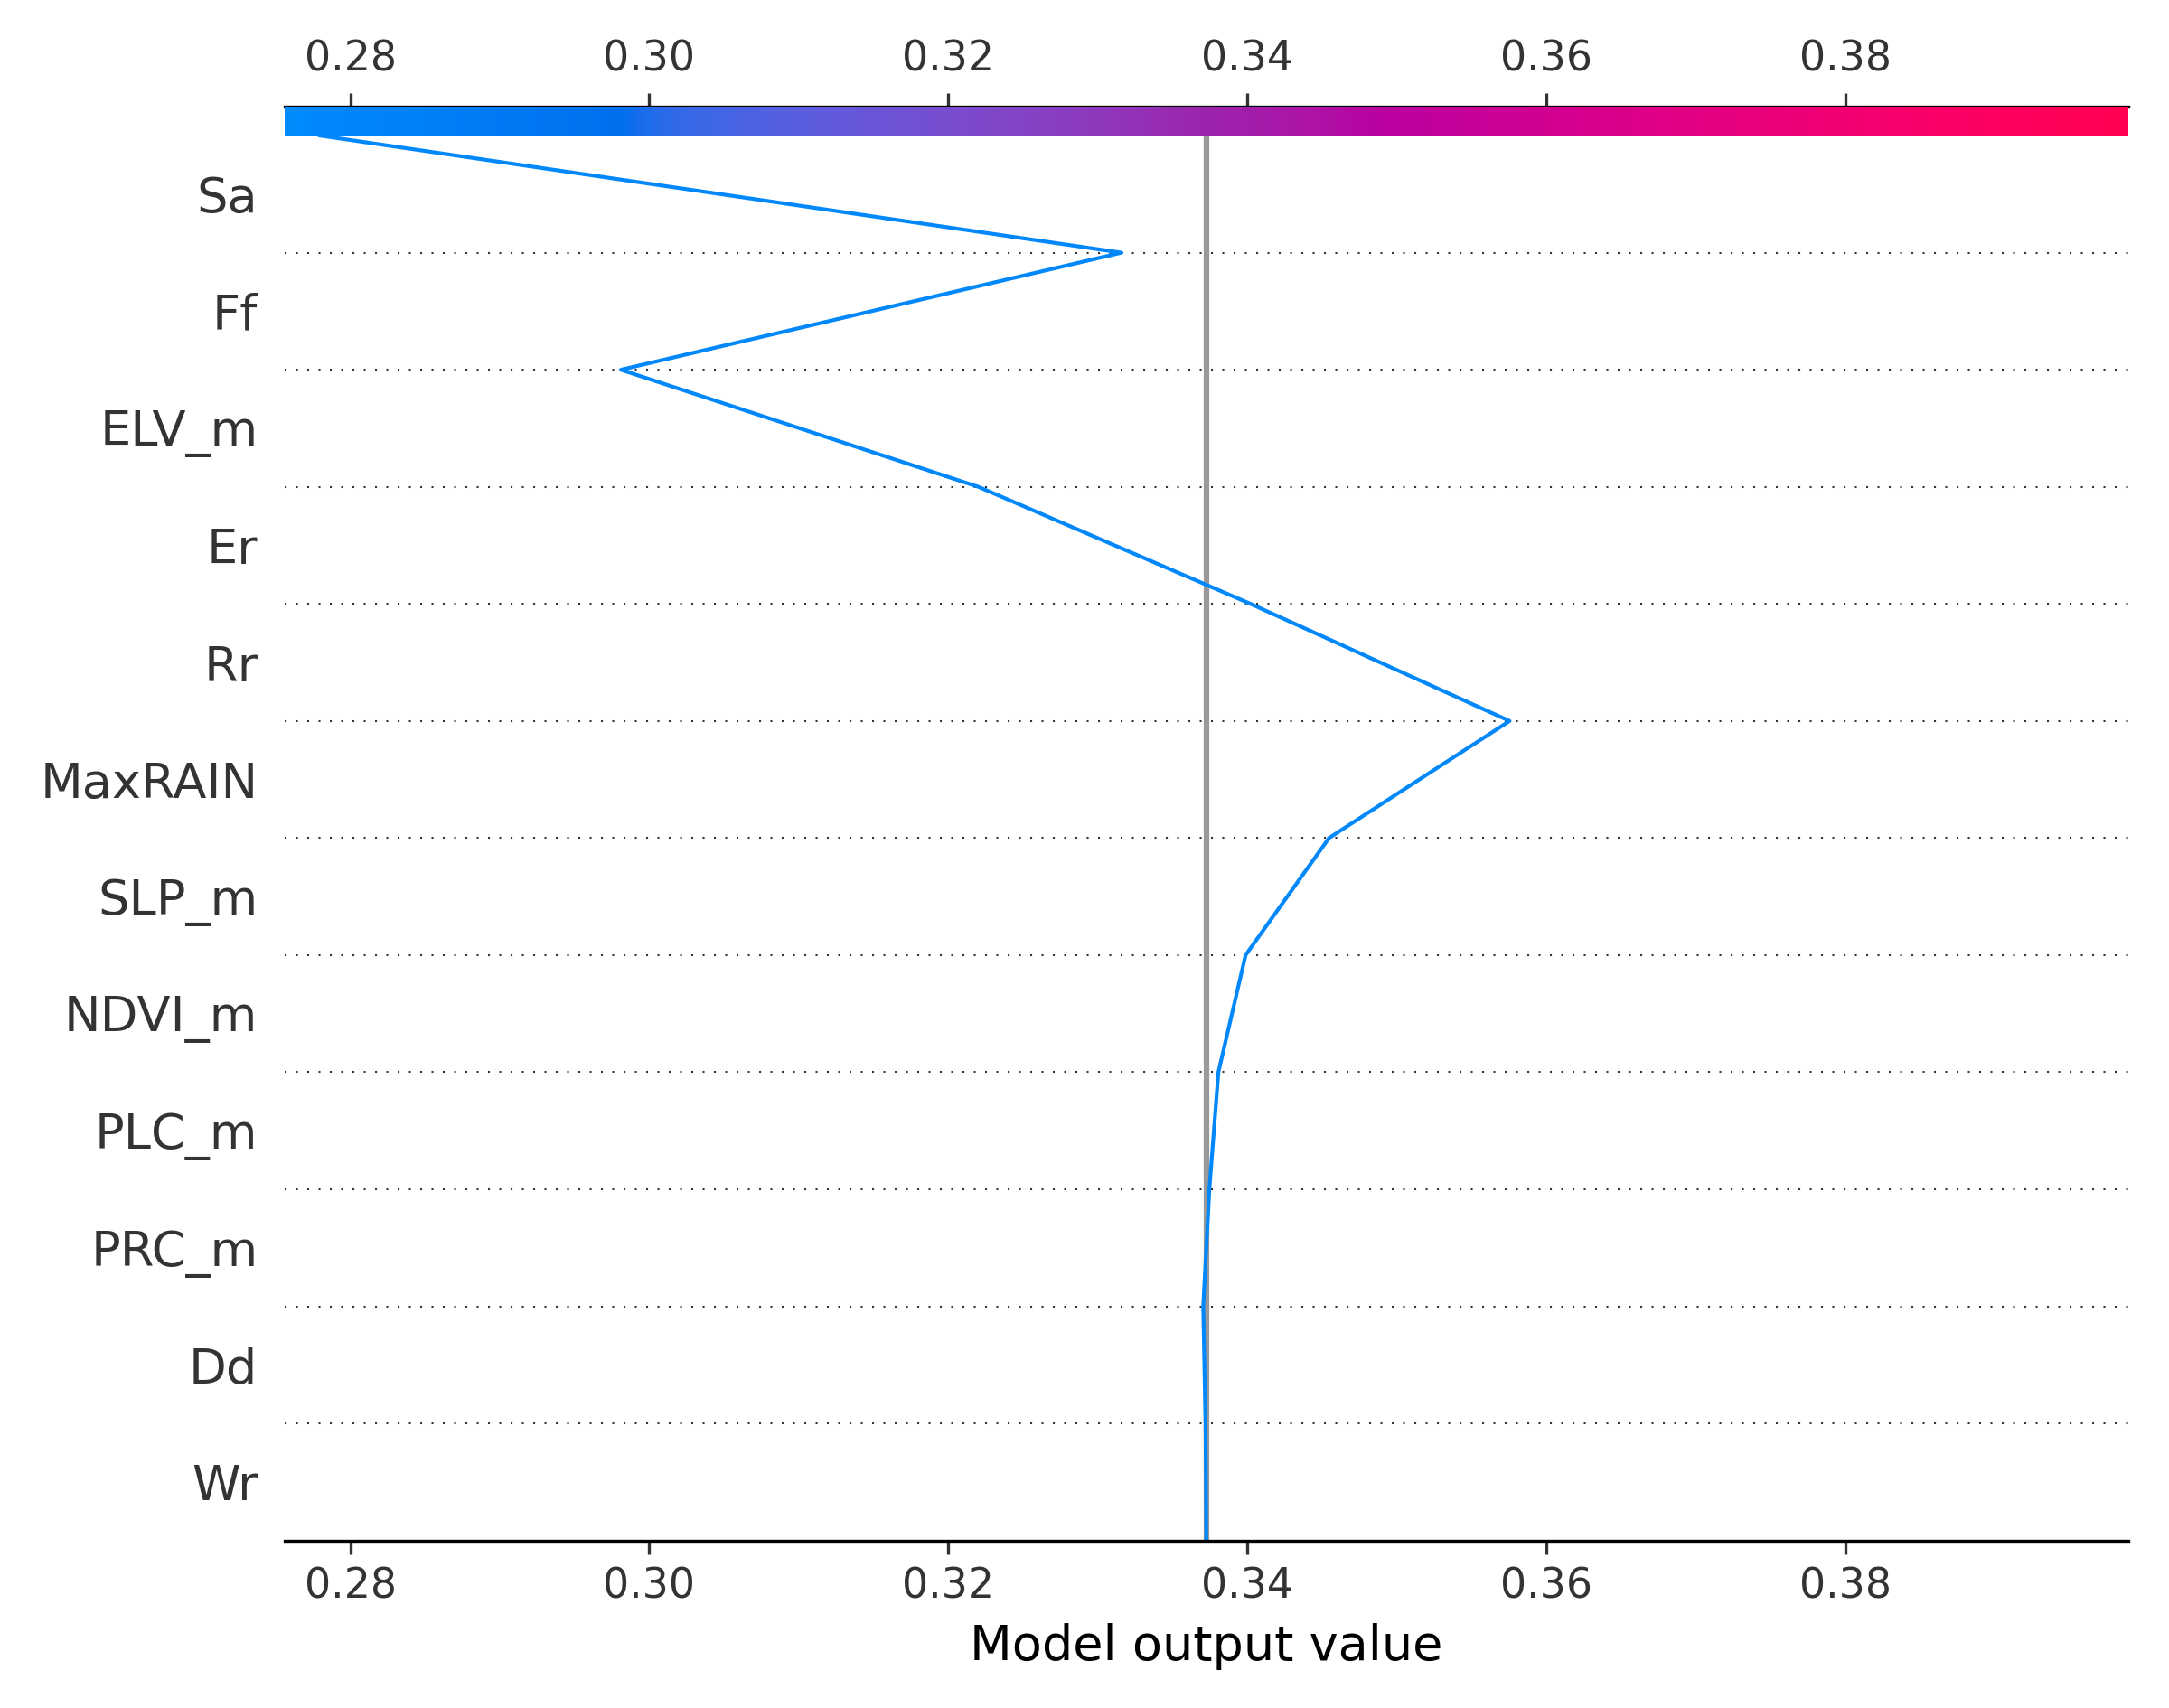 0.28 0.30 0.32 0.34 0.36 0.38
Sa
Ff
ELV_m
Er
Rr
MaxRAIN
SLP_m
NDVI_m
PLC_m
PRC_m
Dd
Wr
0.28 0.30 0.32 0.34 0.36 0.38
Model output value